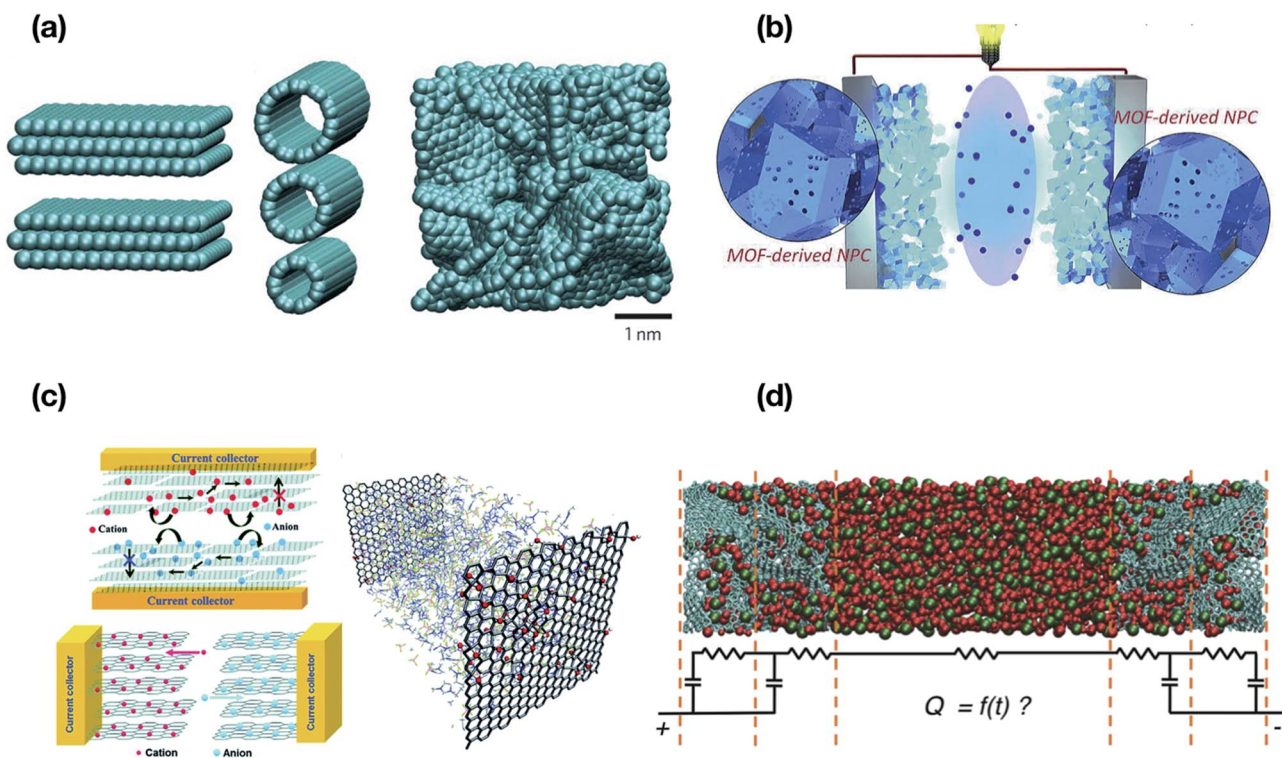 (a)
1 nm
(b)
MOF-derived NPC
MOF-derived NPC
(c)
Current collector
Cation
Anion
Current collector
Current collector
Current collector
Cation
Anion
(d)
+
Q = f(t) ?
-